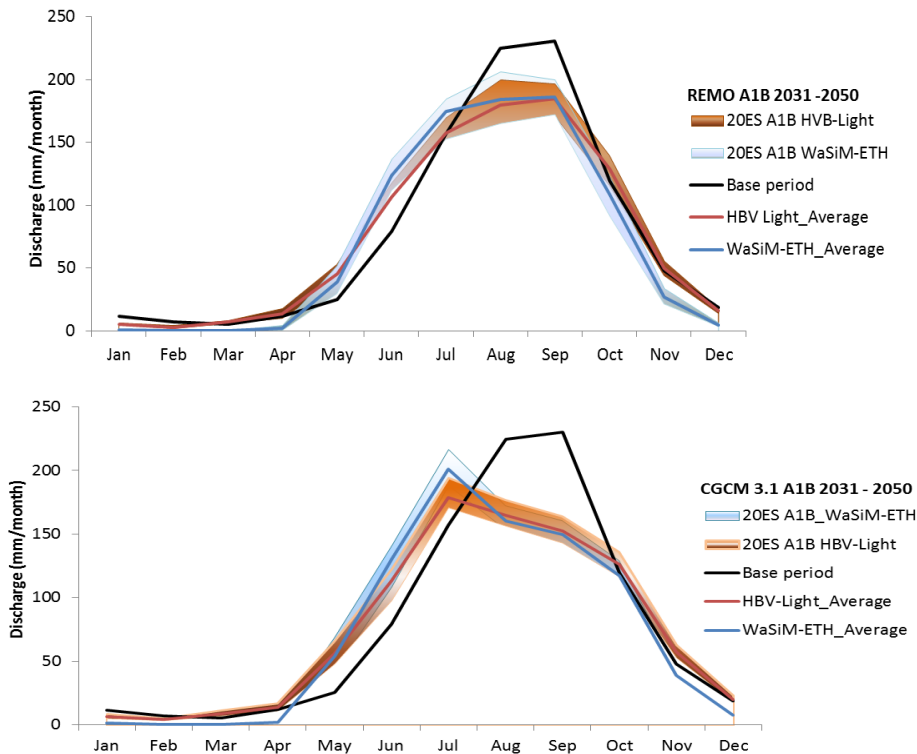 250
200
150
100
50
0
Discharge (mm/month)
Jan Feb Mar Apr May Jun Jul Aug Sep Oct Nov Dec
REMO A1B 2031 -2050
20ES A1B HVB-Light
20ES A1B WaSiM-ETH
Base period
HBV Light_Average
WaSiM-ETH_Average
250
200
150
100
50
0
Discharge (mm/month)
Jan Feb Mar Apr May Jun Jul Aug Sep Oct Nov Dec
CGCM 3.1 A1B 2031 - 2050
20ES A1B_WaSiM-ETH
20ES A1B HBV-Light
Base period
HBV-Light_Average
WaSiM-ETH_Average